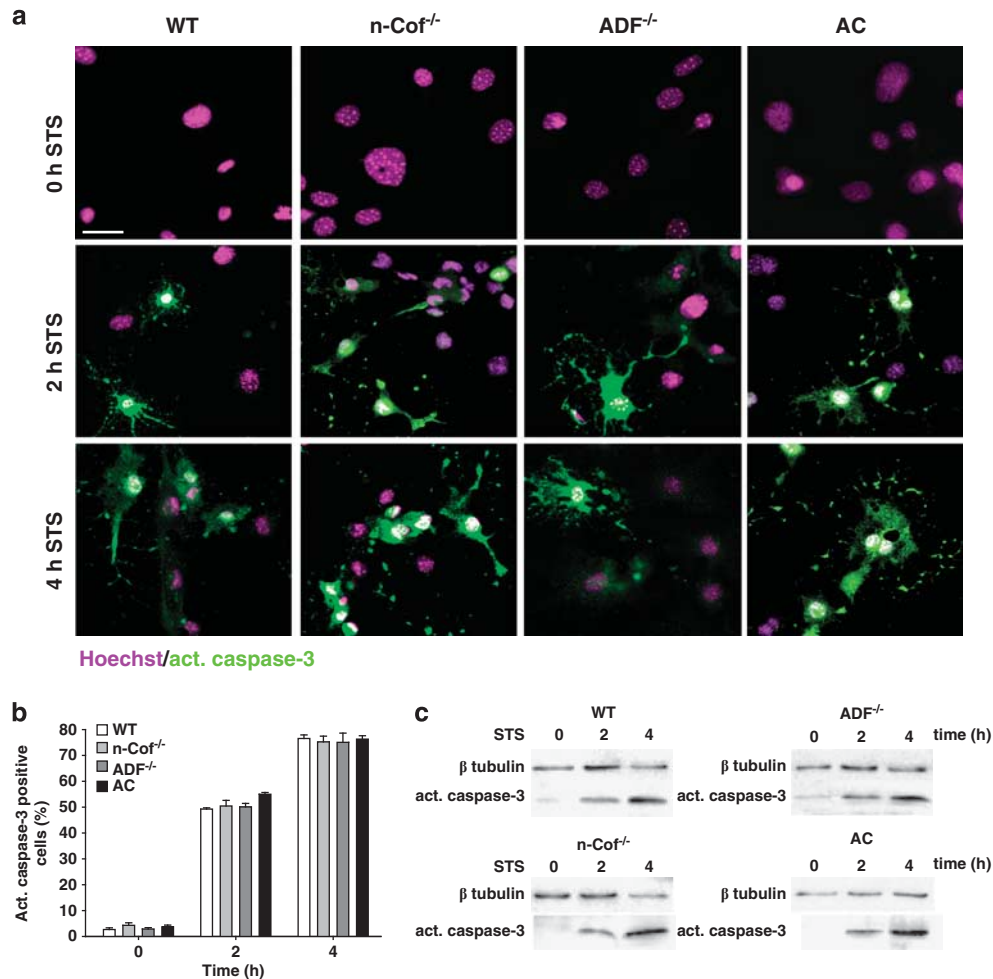 a
WT n-Cof-/- ADF-/- AC
0 h STS
2 h STS
4 h STS
Hoechst/act. caspase-3
b
WT
n-Cof-/-
ADF-/-
AC
Act. caspase-3 positive
cells (%)
80
70
60
50
40
30
20
10
0
0 2 4
Time (h)
c
WT
STS 0 2 4
β tubulin
act. caspase-3
ADF-/-
0 2 4 time (h)
β tubulin
act. caspase-3
n-Cof-/-
STS 0 2 4
β tubulin
act. caspase-3
AC
0 2 4 time (h)
β tubulin
act. caspase-3